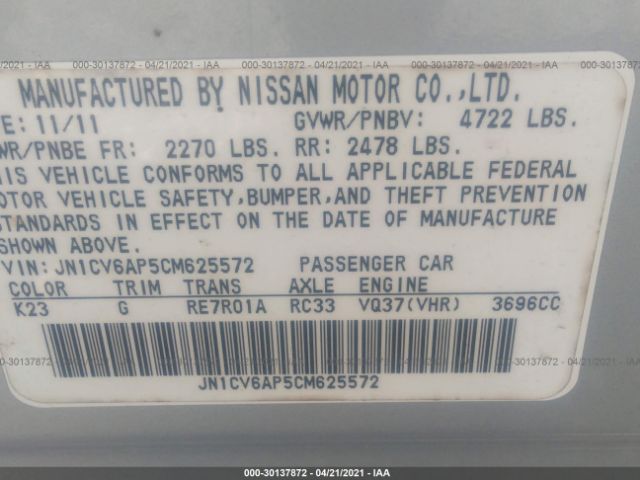 000-30137872 - 04/21/2021 - IAA
MANUFACTURED BY NISSAN MOTOR CO.,LTD.
E: 11/11 GVWR/PNBV: 4722 LBS.
WR/PNBE FR: 2270 LBS. RR: 2478 LBS.
HIS VEHICLE CONFORMS TO ALL APPLICABLE FEDERAL
OTOR VEHICLE SAFETY,BUMPER,AND THEFT PREVENTION
STANDARDS IN EFFECT ON THE DATE OF MANUFACTURE
SHOWN ABOVE.
VIN: JN1CV6AP5CM625572 PASSENGER CAR
COLOR TRIM TRANS AXLE ENGINE
K23 G RE7R01A RC33 VQ37(VHR) 3696CC
JN1CV6AP5CM625572
000-30137872 - 04/21/2021 - IAA